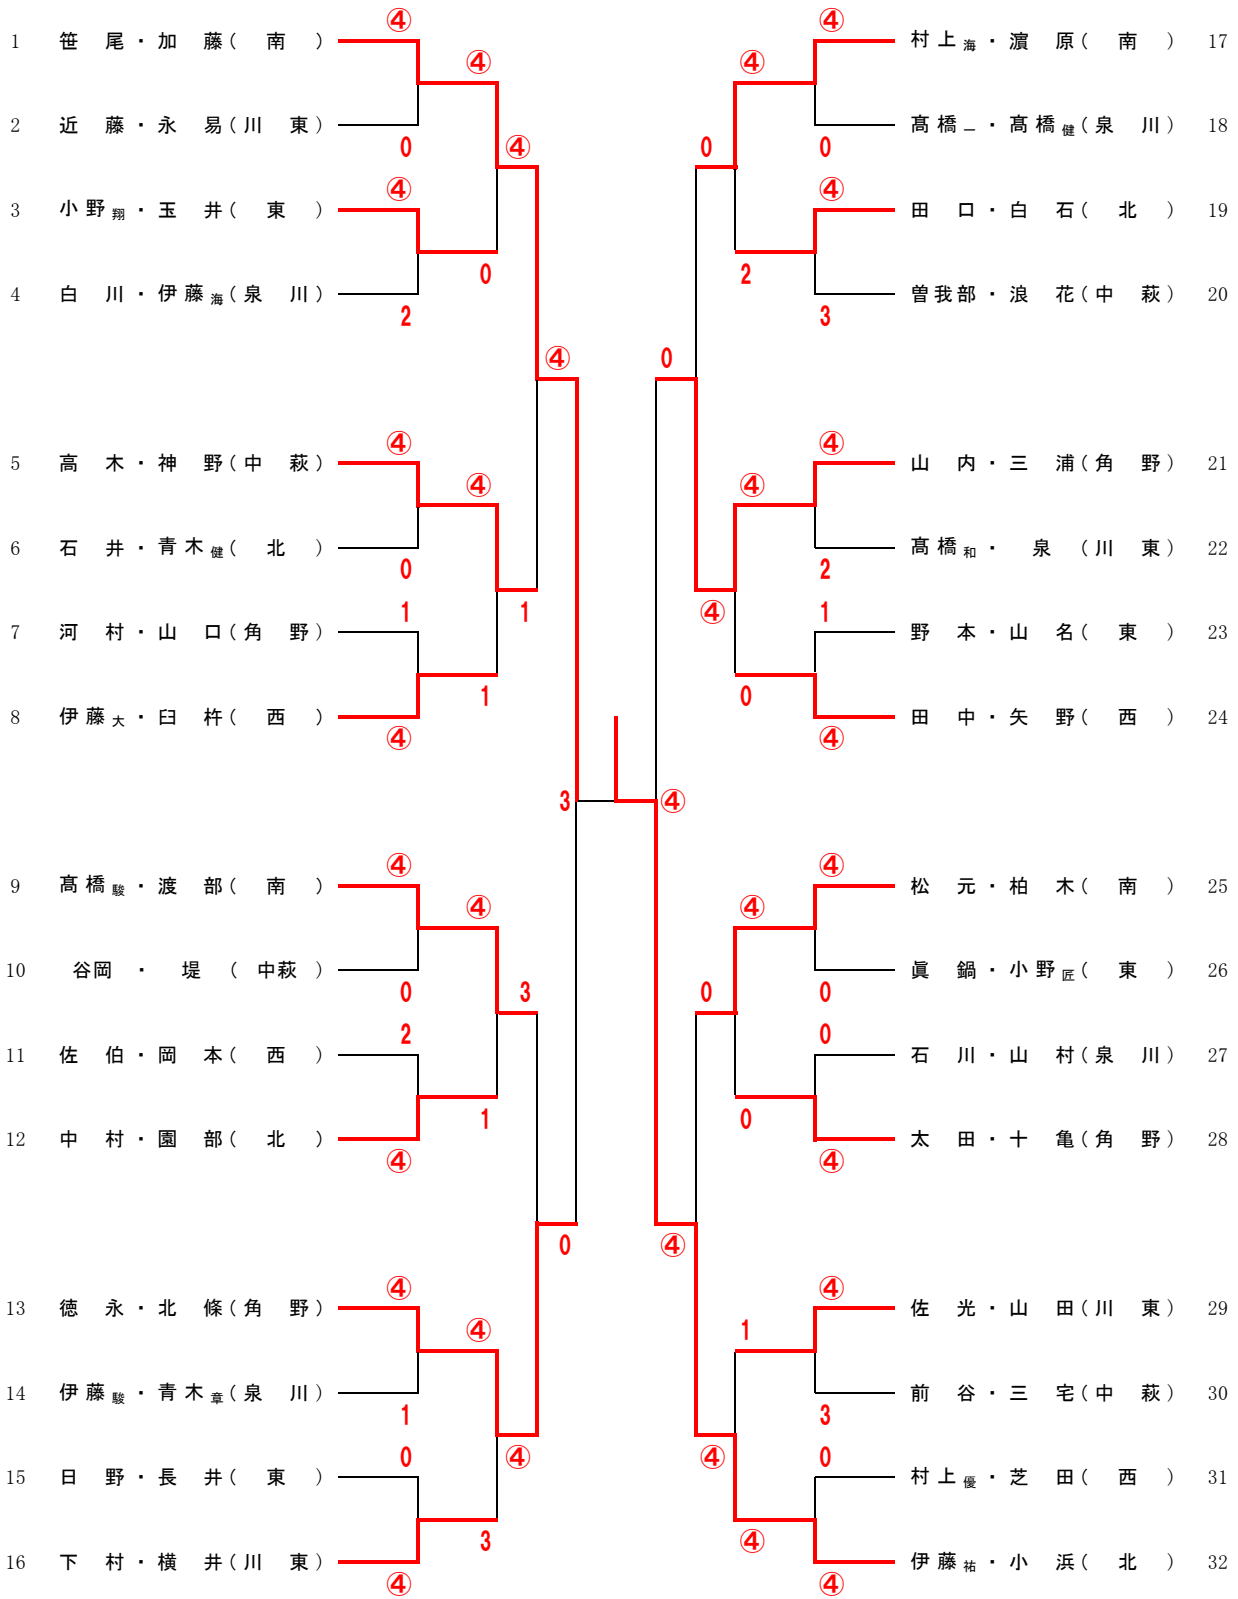 ④ ④
1 笹尾・加藤(南) 村上海・濵原(南) 17
④ ④
2 近藤・永易(川東) 髙橋一・髙橋健(泉川) 18
0 ④ 0 0
④ ④
3 小野翔・玉井(東) 田口・白石(北) 19
0 2
4 白川・伊藤海(泉川) 曽我部・浪花(中萩) 20
2 3
④ 0
④ ④
5 高木・神野(中萩) 山内・三浦(角野) 21
④ ④
6 石井・青木健(北) 髙橋和・泉(川東) 22
0 2
1 1 ④ 1
7 河村・山口(角野) 野本・山名(東) 23
1 0
8 伊藤大・臼杵(西) 田中・矢野(西) 24
④ ④
3 ④
④ ④
9 髙橋駿・渡部(南) 松元・柏木(南) 25
④ ④
10 谷岡・堤(中萩) 眞鍋・小野匠(東) 26
0 3 0 0
2 0
11 佐伯・岡本(西) 石川・山村(泉川) 27
1 0
12 中村・園部(北) 太田・十亀(角野) 28
④ ④
0 ④
④ ④
13 徳永・北條(角野) 佐光・山田(川東) 29
④ 1
14 伊藤駿・青木章(泉川) 前谷・三宅(中萩) 30
1 3
0 ④ ④ 0
15 日野・長井(東) 村上優・芝田(西) 31
3 ④
16 下村・横井(川東) 伊藤祐・小浜(北) 32
④ ④